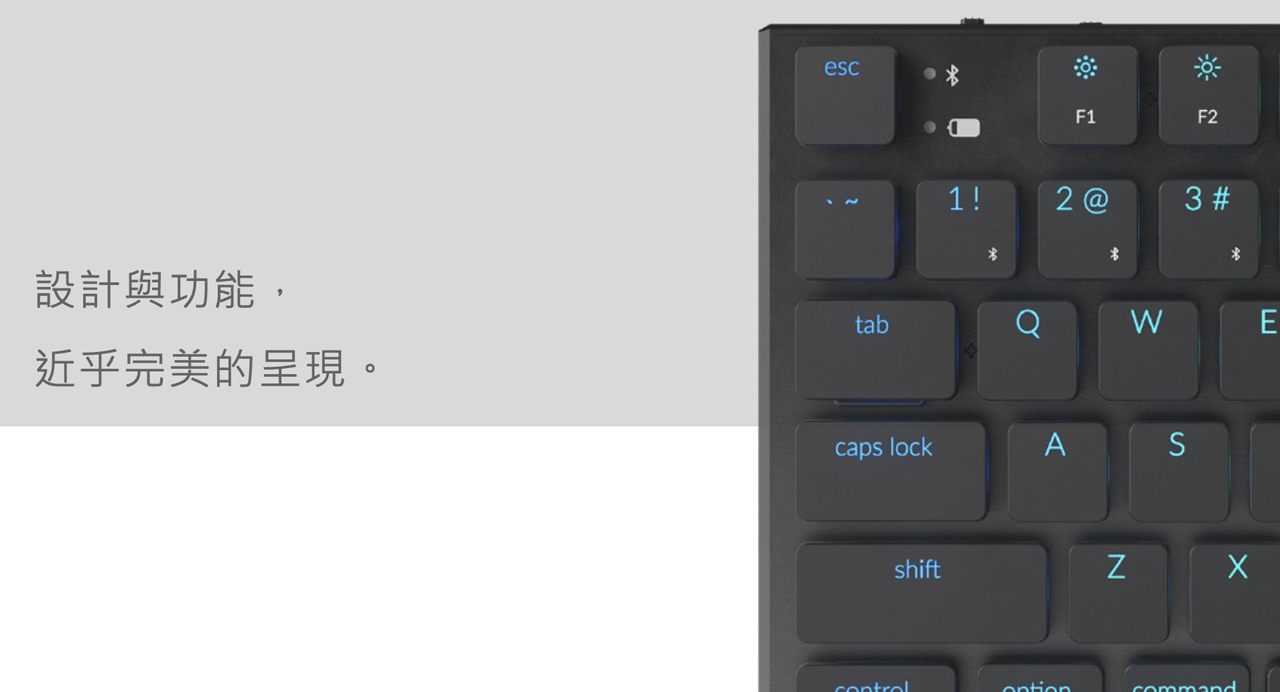 esc
F1
F2
` ~
1 !
2 @
3 #
設計與功能，
近乎完美的呈現。
tab
Q
W
E
caps lock
A
S
shift
Z
X
control
option
command